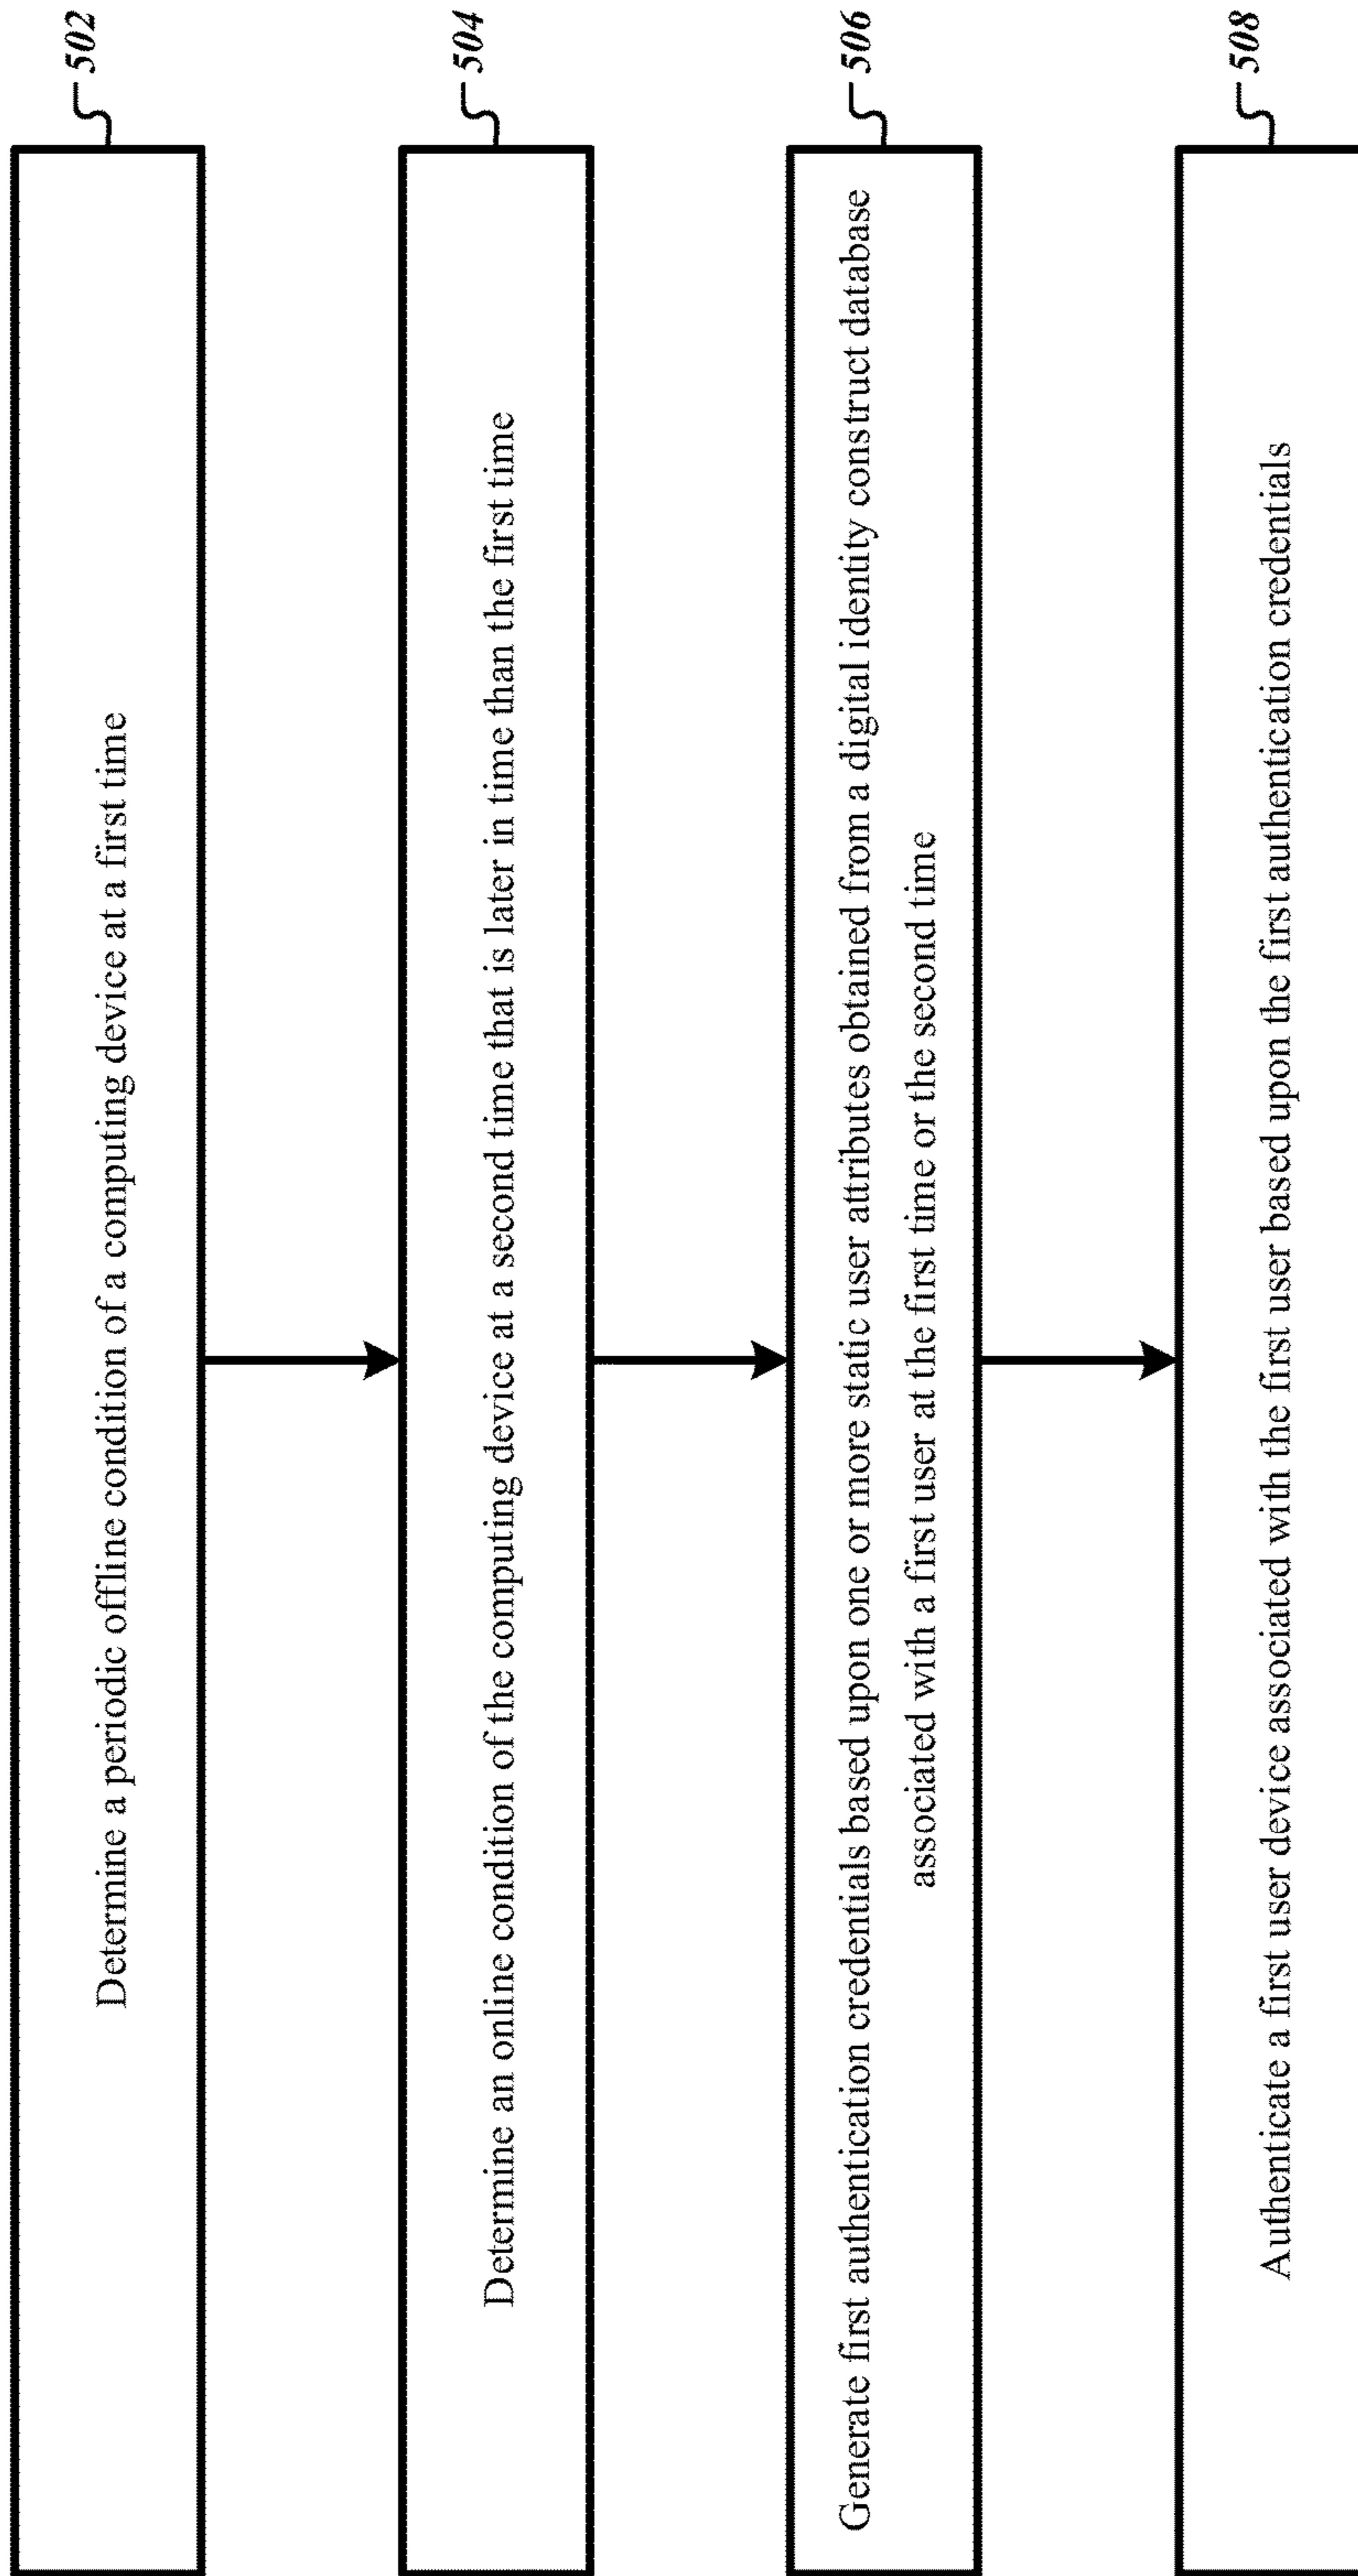 502
Determine a periodic offline condition of a computing device at a first time
504
Determine an online condition of the computing device at a second time that is later in time than the first time
506
Generate first authentication credentials based upon one or more static user attributes obtained from a digital identity construct database
associated with a first user at the first time or the second time
508
Authenticate a first user device associated with the first user based upon the first authentication credentials